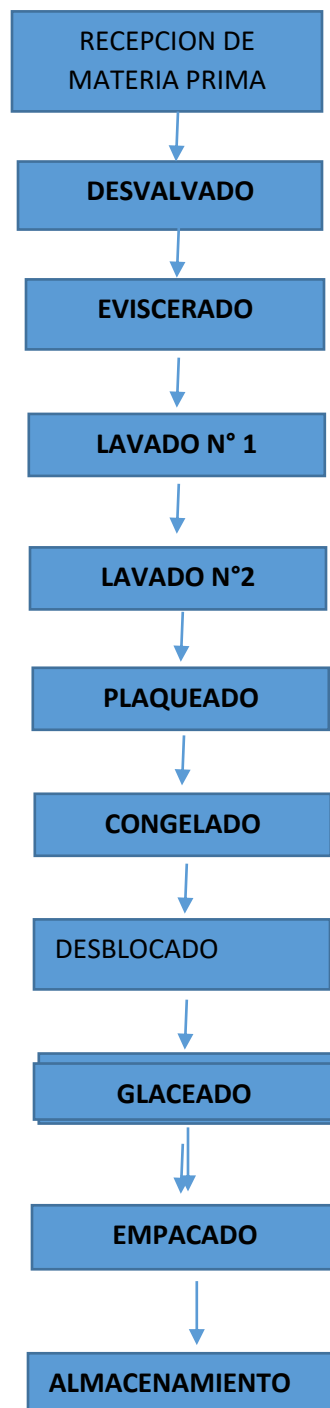 RECEPCION DE
MATERIA PRIMA
DESVALVADO
EVISCERADO
LAVADO N° 1
LAVADO N°2
PLAQUEADO
CONGELADO
DESBLOCADO
GLACEADO
EMPACADO
ALMACENAMIENTO